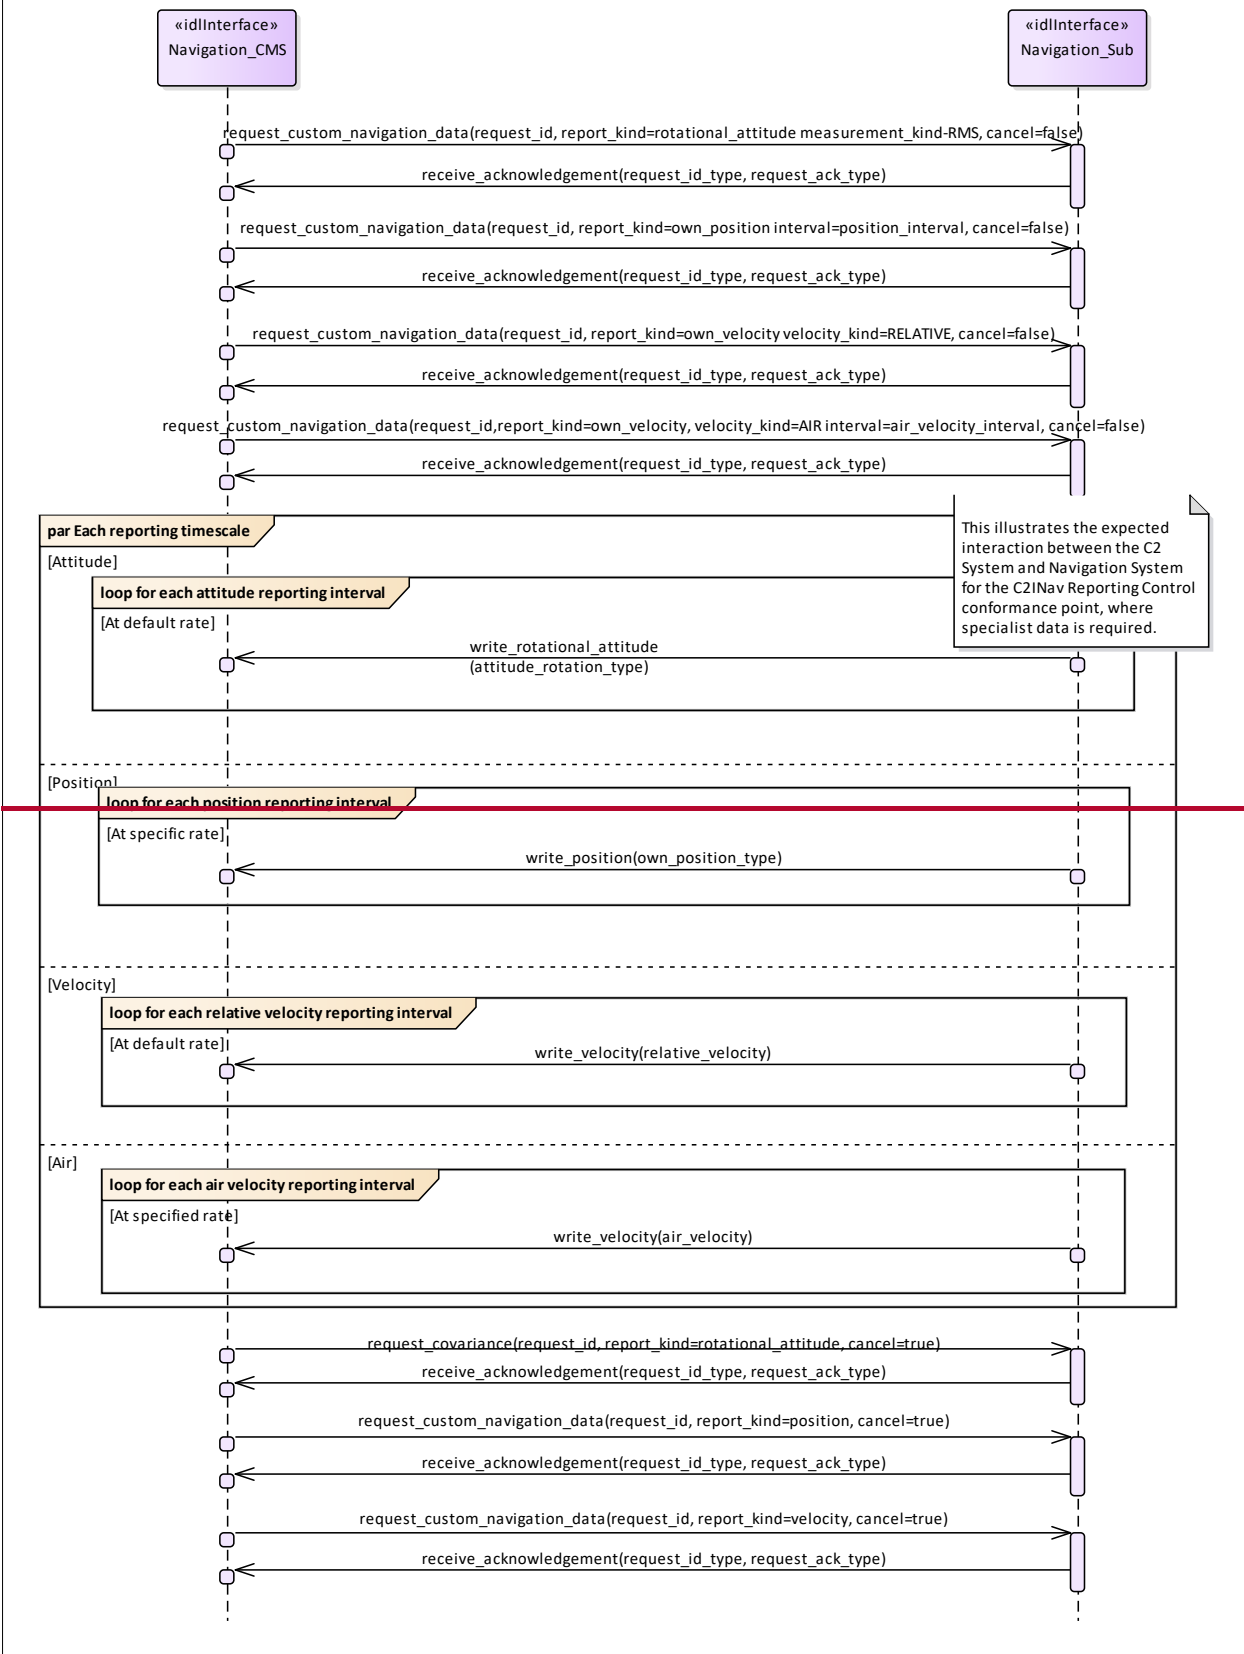 «idlInterface»
Navigation_CMS
«idlInterface»
Navigation_Sub
request_custom_navigation_data(request_id, report_kind=rotational_attitude measurement_kind-RMS, cancel=false)
receive_acknowledgement(request_id_type, request_ack_type)
request_custom_navigation_data(request_id, report_kind=own_position interval=position_interval, cancel=false)
receive_acknowledgement(request_id_type, request_ack_type)
request_custom_navigation_data(request_id, report_kind=own_velocity velocity_kind=RELATIVE, cancel=false)
receive_acknowledgement(request_id_type, request_ack_type)
request_custom_navigation_data(request_id,report_kind=own_velocity, velocity_kind=AIR interval=air_velocity_interval, cancel=false)
receive_acknowledgement(request_id_type, request_ack_type)
par Each reporting timescale
[Attitude]
This illustrates the expected
interaction between the C2
System and Navigation System
for the C2INav Reporting Control
conformance point, where
specialist data is required.
loop for each attitude reporting interval
[At default rate]
write_rotational_attitude
(attitude_rotation_type)
[Position]
loop for each position reporting interval
[At specific rate]
write_position(own_position_type)
[Velocity]
loop for each relative velocity reporting interval
[At default rate]
write_velocity(relative_velocity)
[Air]
loop for each air velocity reporting interval
[At specified rate]
write_velocity(air_velocity)
request_covariance(request_id, report_kind=rotational_attitude, cancel=true)
receive_acknowledgement(request_id_type, request_ack_type)
request_custom_navigation_data(request_id, report_kind=position, cancel=true)
receive_acknowledgement(request_id_type, request_ack_type)
request_custom_navigation_data(request_id, report_kind=velocity, cancel=true)
receive_acknowledgement(request_id_type, request_ack_type)